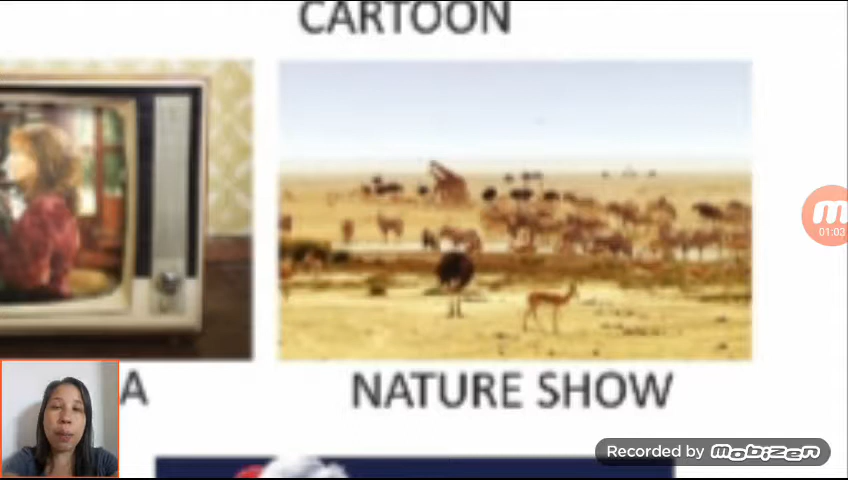 CARTOON
A
NATURE SHOW
01:03
Recorded by mobizen